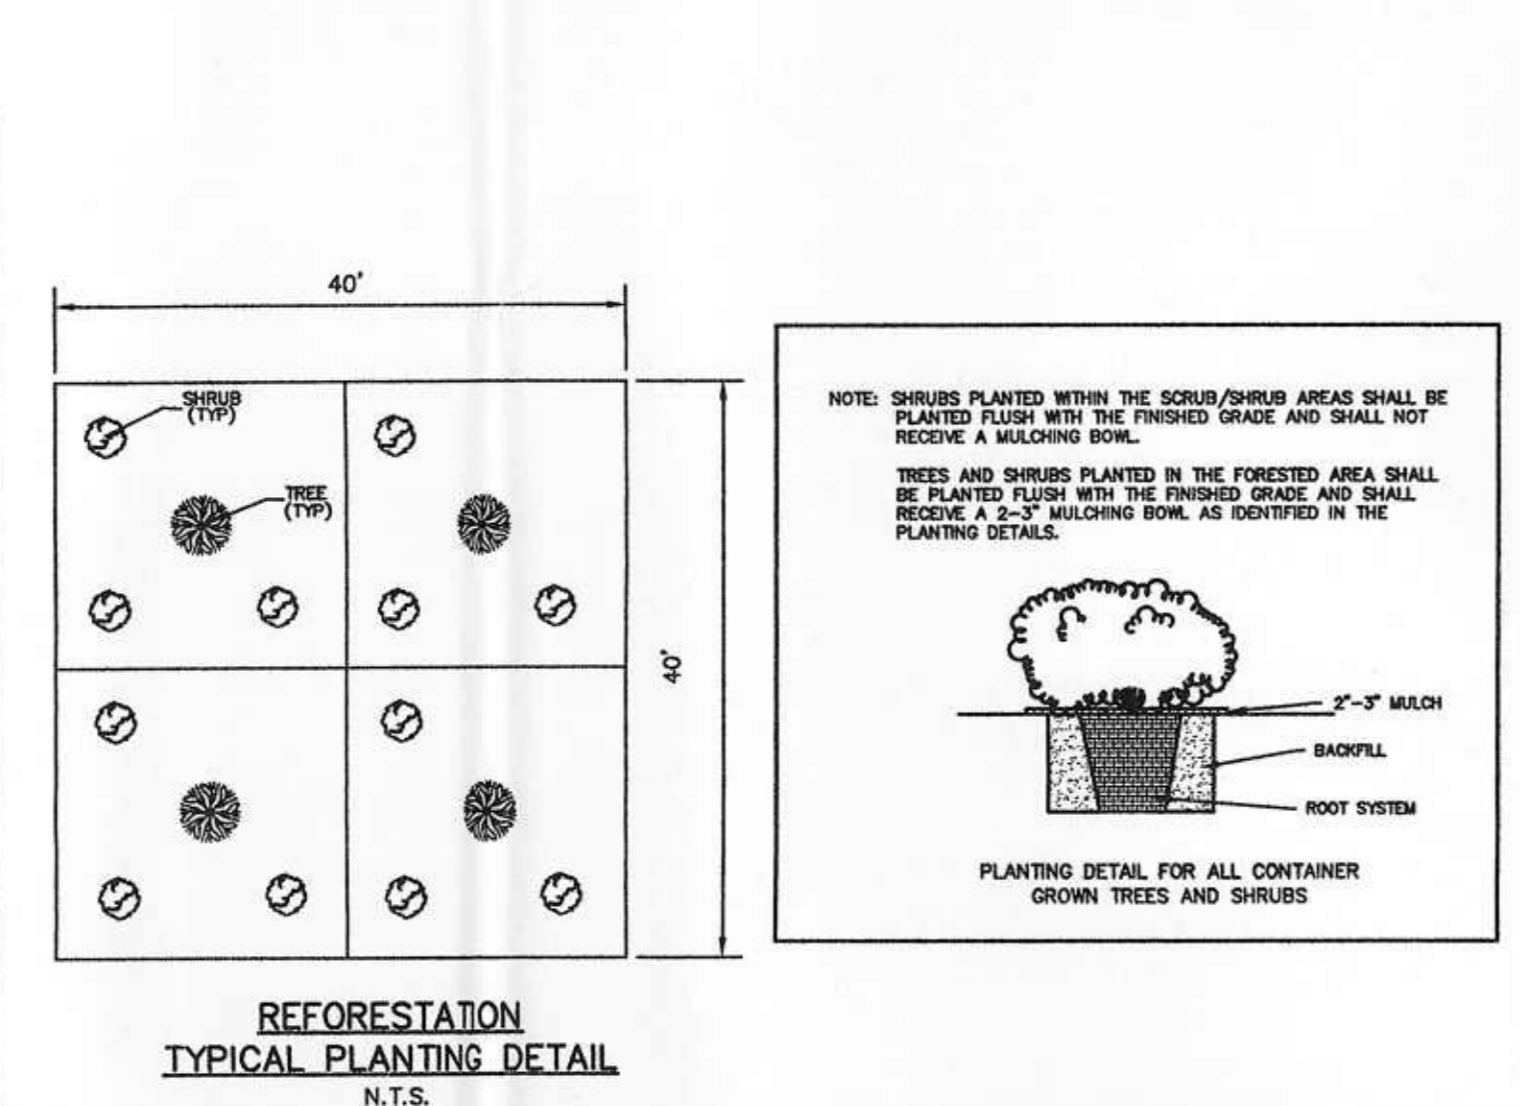 40'
SHRUB
(TYP)
TREE
(TYP)
40'
REFORESTATION
TYPICAL PLANTING DETAIL
N.T.S.
NOTE: SHRUBS PLANTED WITHIN THE SCRUB/SHRUB AREAS SHALL BE
PLANTED FLUSH WITH THE FINISHED GRADE AND SHALL NOT
RECEIVE A MULCHING BOWL.
TREES AND SHRUBS PLANTED IN THE FORESTED AREA SHALL
BE PLANTED FLUSH WITH THE FINISHED GRADE AND SHALL
RECEIVE A 2-3" MULCHING BOWL AS IDENTIFIED IN THE
PLANTING DETAILS.
2"-3" MULCH
BACKFILL
ROOT SYSTEM
PLANTING DETAIL FOR ALL CONTAINER
GROWN TREES AND SHRUBS